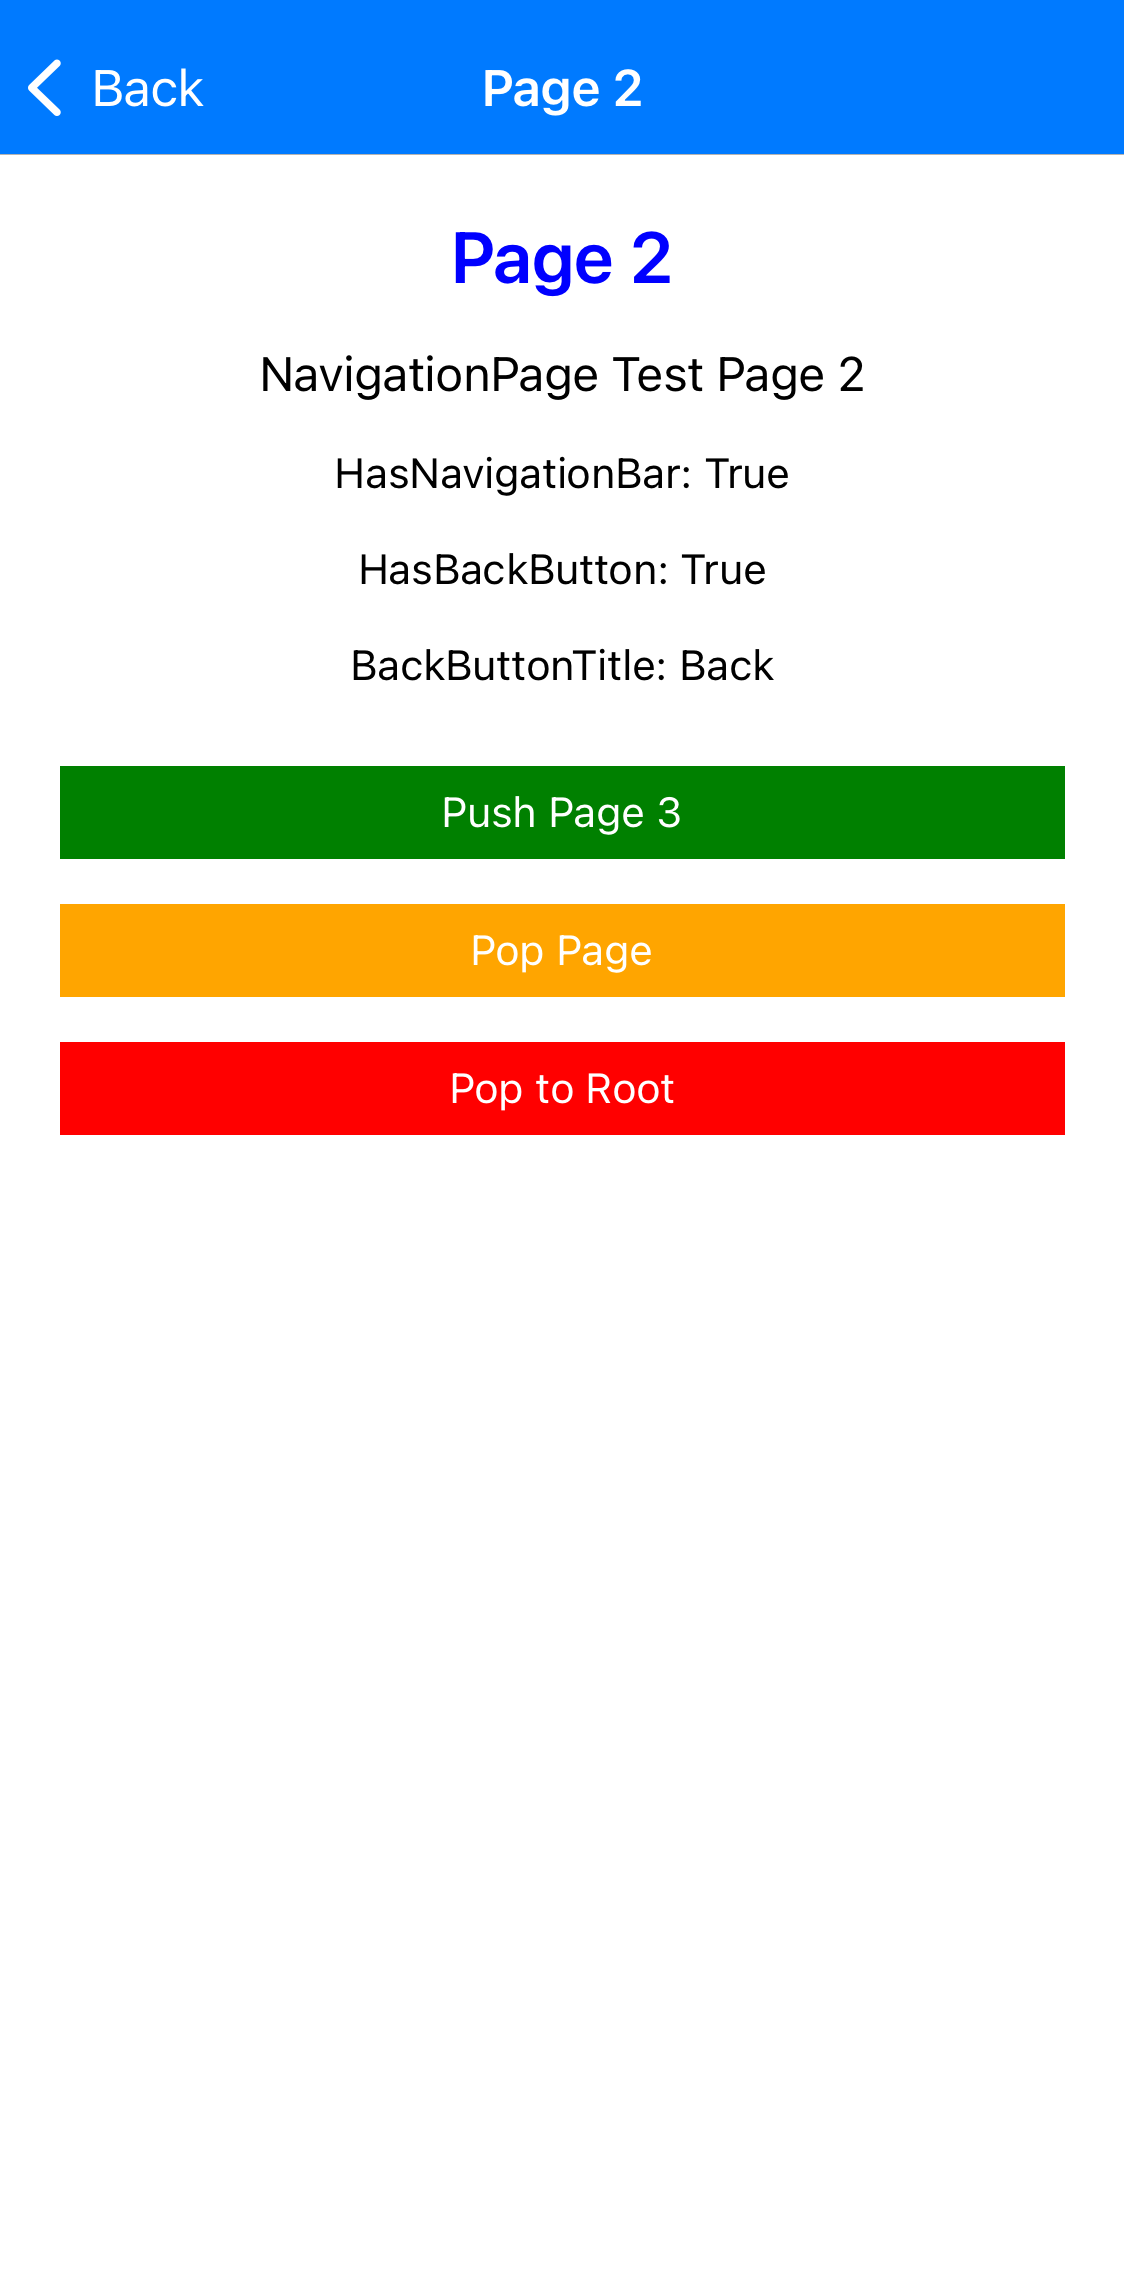 Back
Page 2
Page 2
NavigationPage Test Page 2
HasNavigationBar: True
HasBackButton: True
BackButtonTitle: Back
Push Page 3
Pop Page
Pop to Root